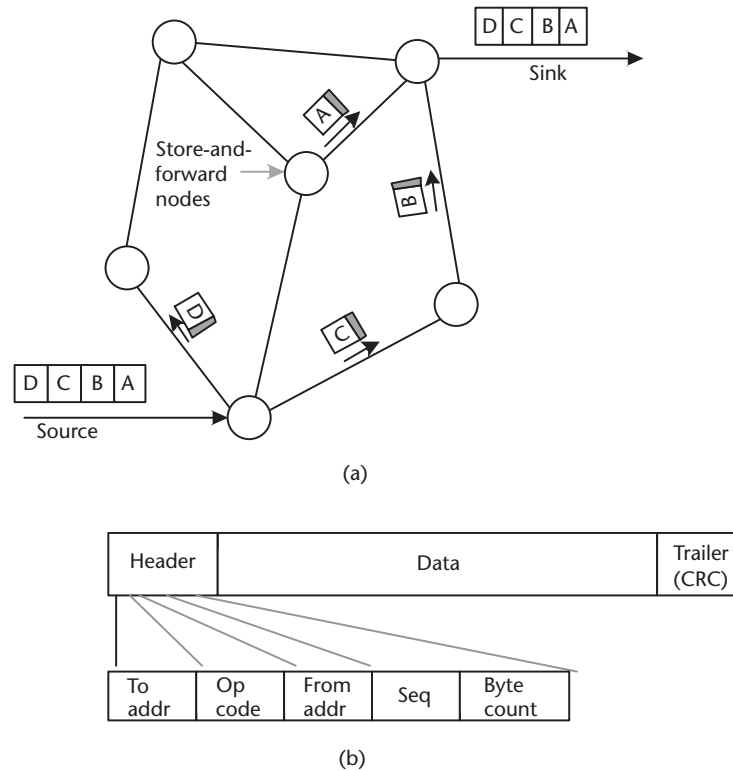 D C B A
Sink
A
Store-and-
forward
nodes
B
D
C
D C B A
Source
(a)
Header Data Trailer
(CRC)
To
addr
Op
code
From
addr
Seq
Byte
count
(b)